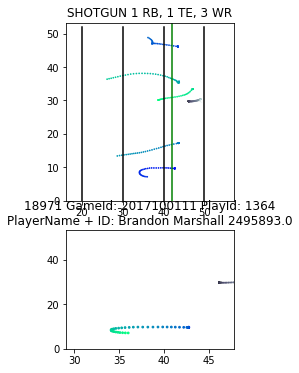 SHOTGUN 1 RB, 1 TE, 3 WR
50
40
30
20
10
0
20 30 40 50
18971 GameId: 2017100111 PlayId: 1364
PlayerName + ID: Brandon Marshall 2495893.0
40
20
0
30 35 40 45